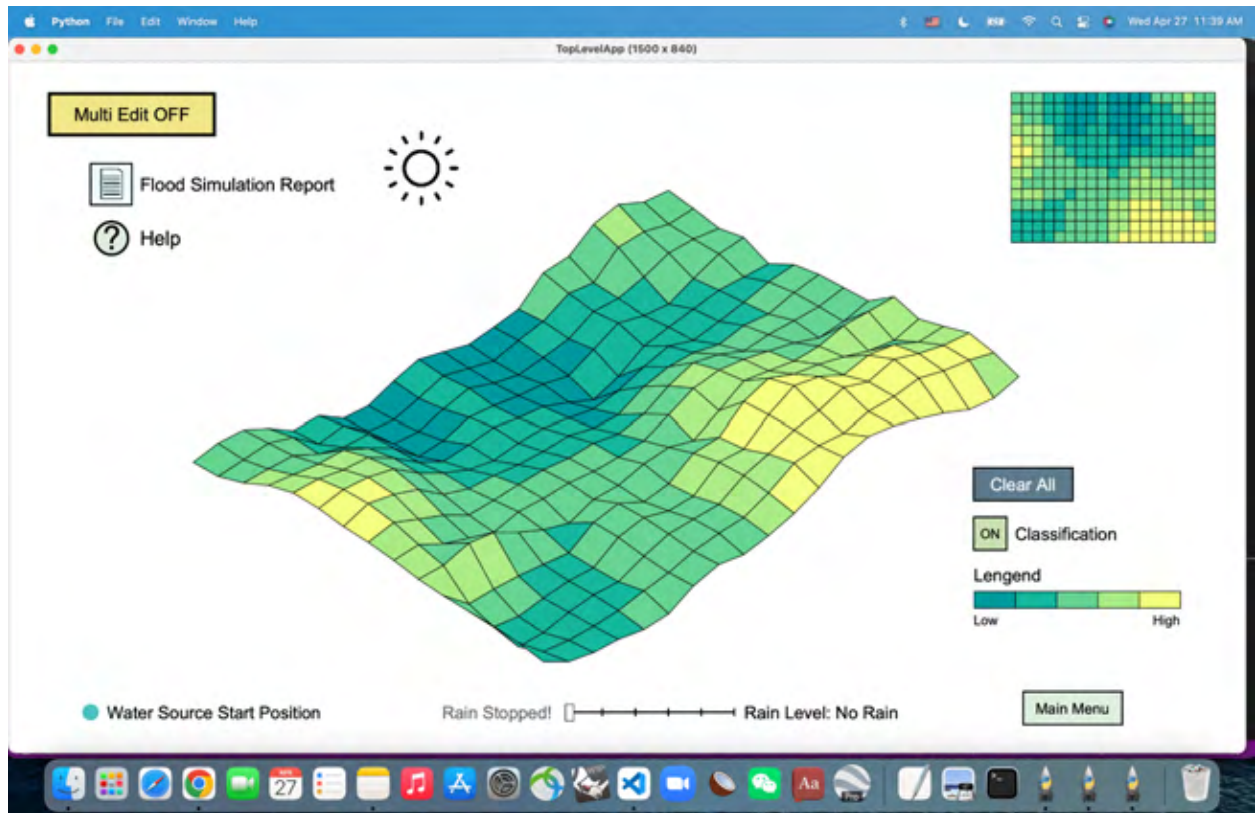 Python File Edit Window Help
Wed Apr 27 11:39 AM
TopLevelApp (1500 x 840)
Multi Edit OFF
Flood Simulation Report
? Help
Clear All
ON Classification
Lengend
Low High
Water Source Start Position
Rain Stopped!
Rain Level: No Rain
Main Menu
27
Aa